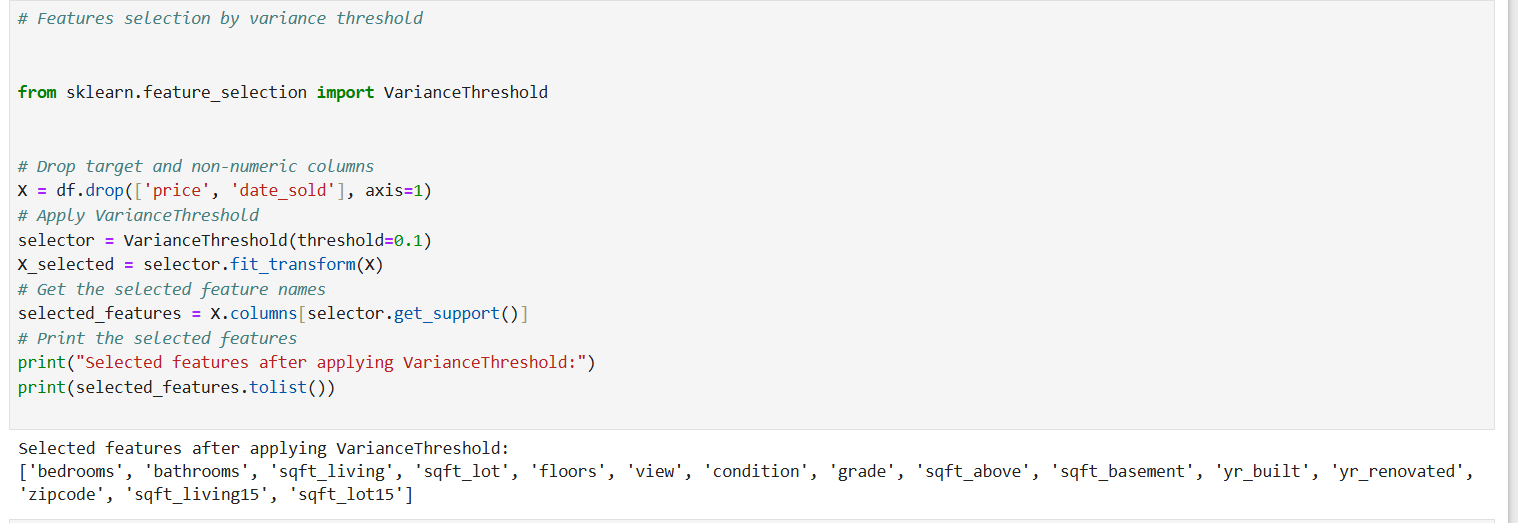 # Features selection by variance threshold
from sklearn.feature_selection import VarianceThreshold
# Drop target and non-numeric columns
X = df.drop(['price', 'date_sold'], axis=1)
# Apply VarianceThreshold
selector = VarianceThreshold(threshold=0.1)
X_selected = selector.fit_transform(X)
# Get the selected feature names
selected_features = X.columns[selector.get_support()]
# Print the selected features
print("Selected features after applying VarianceThreshold:")
print(selected_features.tolist())
Selected features after applying VarianceThreshold:
['bedrooms', 'bathrooms', 'sqft_living', 'sqft_lot', 'floors', 'view', 'condition', 'grade', 'sqft_above', 'sqft_basement', 'yr_built', 'yr_renovated',
'zipcode', 'sqft_living15', 'sqft_lot15']